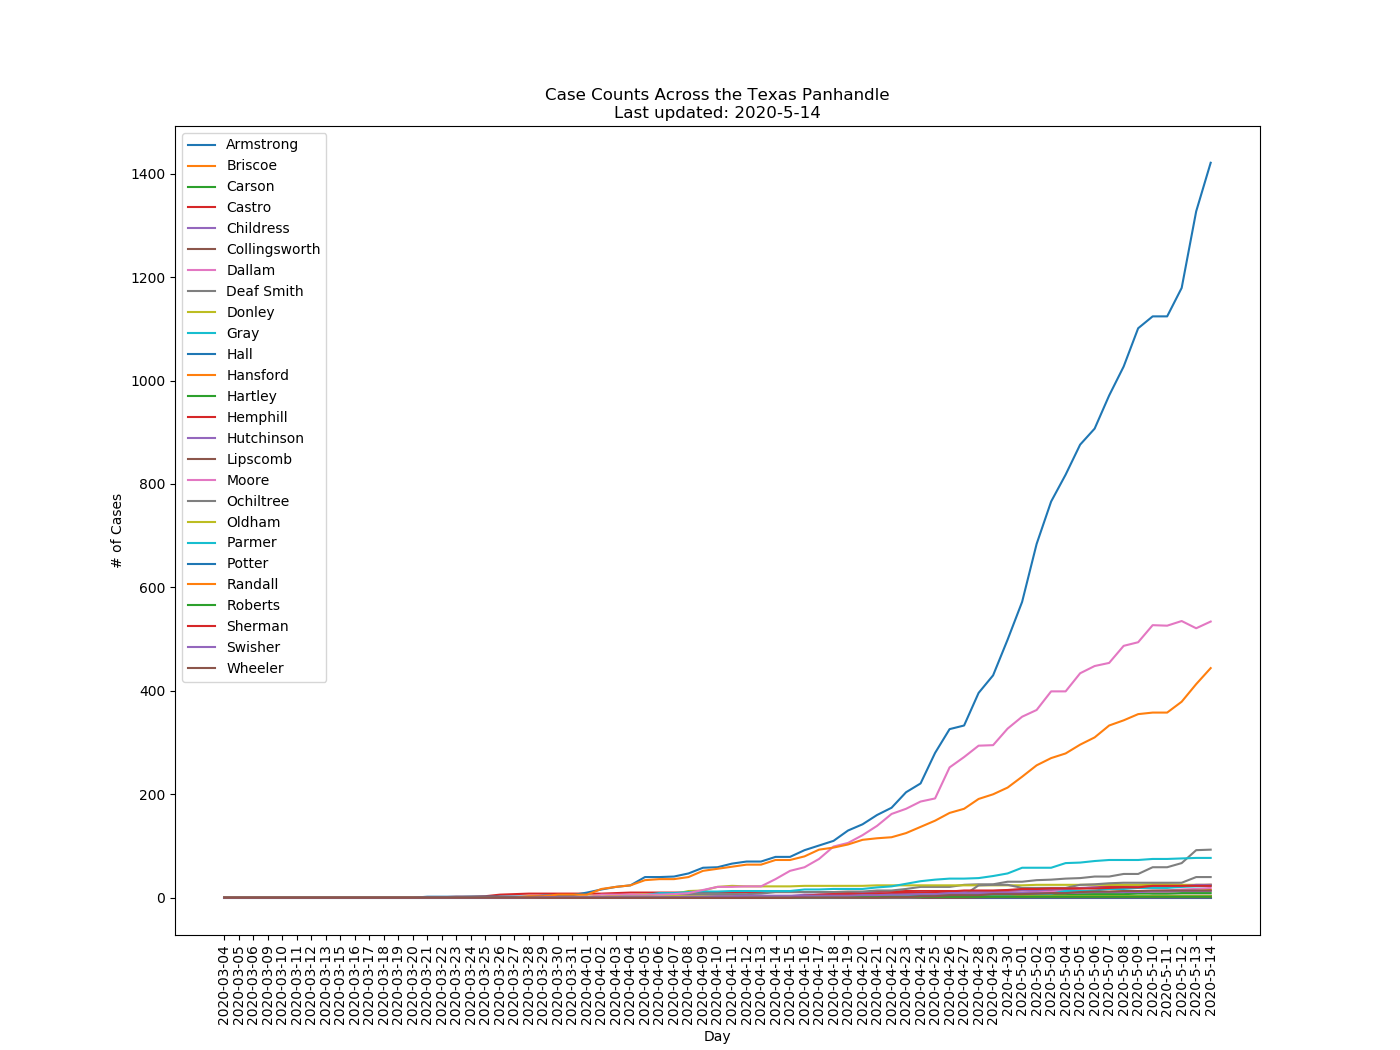 Case Counts Across the Texas Panhandle
Last updated: 2020-5-14
Armstrong
Briscoe
Carson
Castro
Childress
Collingsworth
Dallam
Deaf Smith
Donley
Gray
Hall
Hansford
Hartley
Hemphill
Hutchinson
Lipscomb
Moore
Ochiltree
Oldham
Parmer
Potter
Randall
Roberts
Sherman
Swisher
Wheeler
1400
1200
1000
800
600
400
200
0
# of Cases
2020-03-04
2020-03-05
2020-03-06
2020-03-09
2020-03-10
2020-03-11
2020-03-12
2020-03-13
2020-03-15
2020-03-16
2020-03-17
2020-03-18
2020-03-19
2020-03-20
2020-03-21
2020-03-22
2020-03-23
2020-03-24
2020-03-25
2020-03-26
2020-03-27
2020-03-28
2020-03-29
2020-03-30
2020-03-31
2020-04-01
2020-04-02
2020-04-03
2020-04-04
2020-04-05
2020-04-06
2020-04-07
2020-04-08
2020-04-09
2020-04-10
2020-04-11
2020-04-12
2020-04-13
2020-04-14
2020-04-15
2020-04-16
2020-04-17
2020-04-18
2020-04-19
2020-04-20
2020-04-21
2020-04-22
2020-04-23
2020-04-24
2020-04-25
2020-04-26
2020-04-27
2020-04-28
2020-04-29
2020-4-30
2020-5-01
2020-5-02
2020-5-03
2020-5-04
2020-5-05
2020-5-06
2020-5-07
2020-5-08
2020-5-09
2020-5-10
2020-5-11
2020-5-12
2020-5-13
2020-5-14
Day